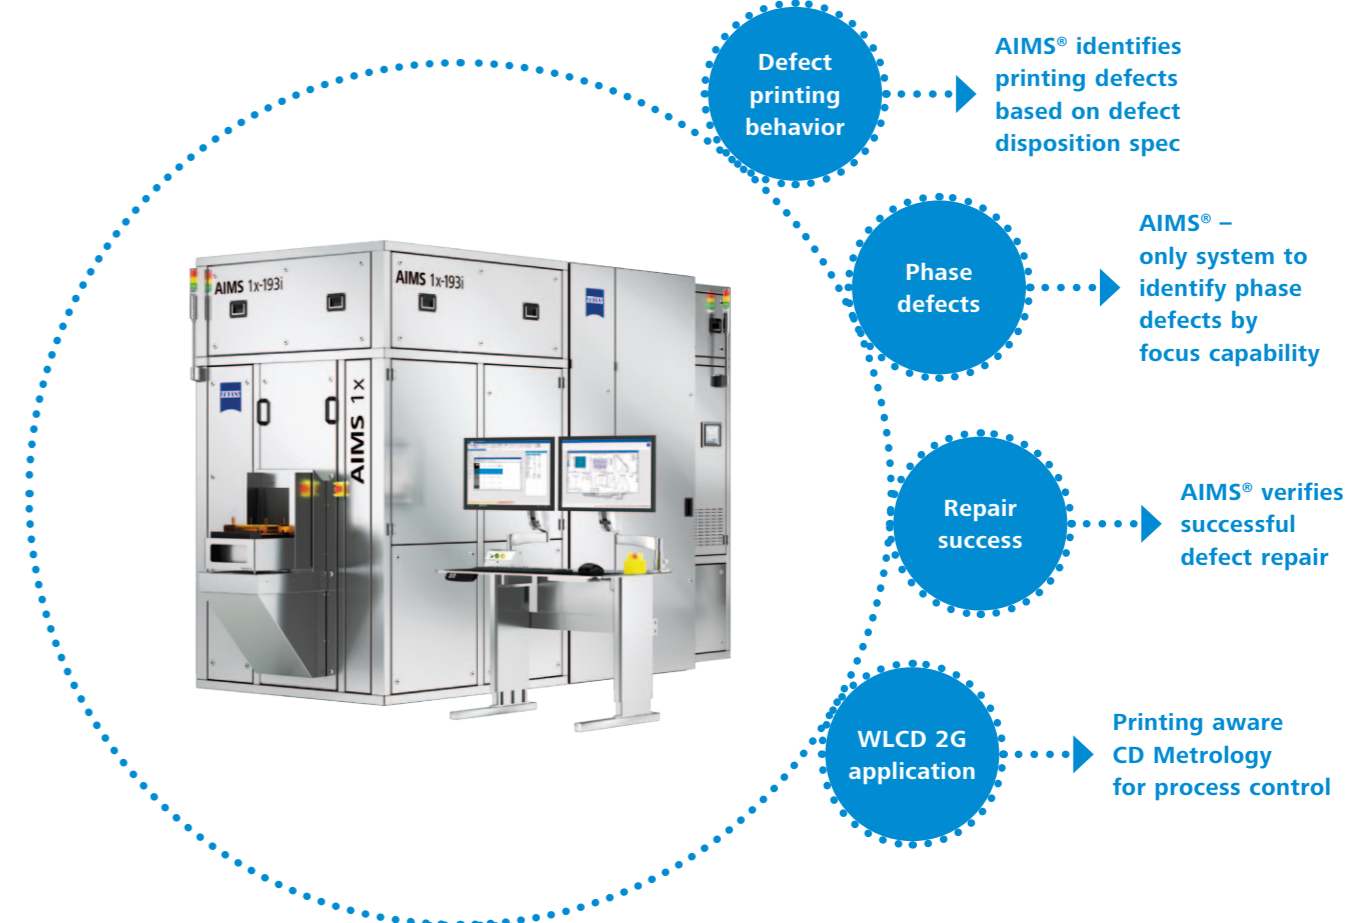 Defect
printing
behavior
AIMS® identifies
printing defects
based on defect
disposition spec
Phase
defects
AIMS® –
only system to
identify phase
defects by
focus capability
Repair
success
AIMS® verifies
successful
defect repair
WLCD 2G
application
Printing aware
CD Metrology
for process control
AIMS 1x-193i
AIMS 1x-193i
ZEISS
ZEISS
AIMS 1x